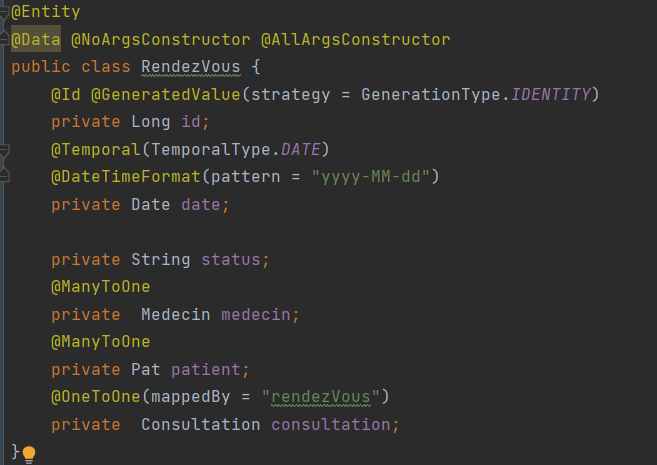 @Entity
@Data @NoArgsConstructor @AllArgsConstructor
public class RendezVous {
    @Id @GeneratedValue(strategy = GenerationType.IDENTITY)
    private Long id;
    @Temporal(TemporalType.DATE)
    @DateTimeFormat(pattern = "yyyy-MM-dd")
    private Date date;

    private String status;
    @ManyToOne
    private  Medecin medecin;
    @ManyToOne
    private Pat patient;
    @OneToOne(mappedBy = "rendezVous")
    private  Consultation consultation;
}